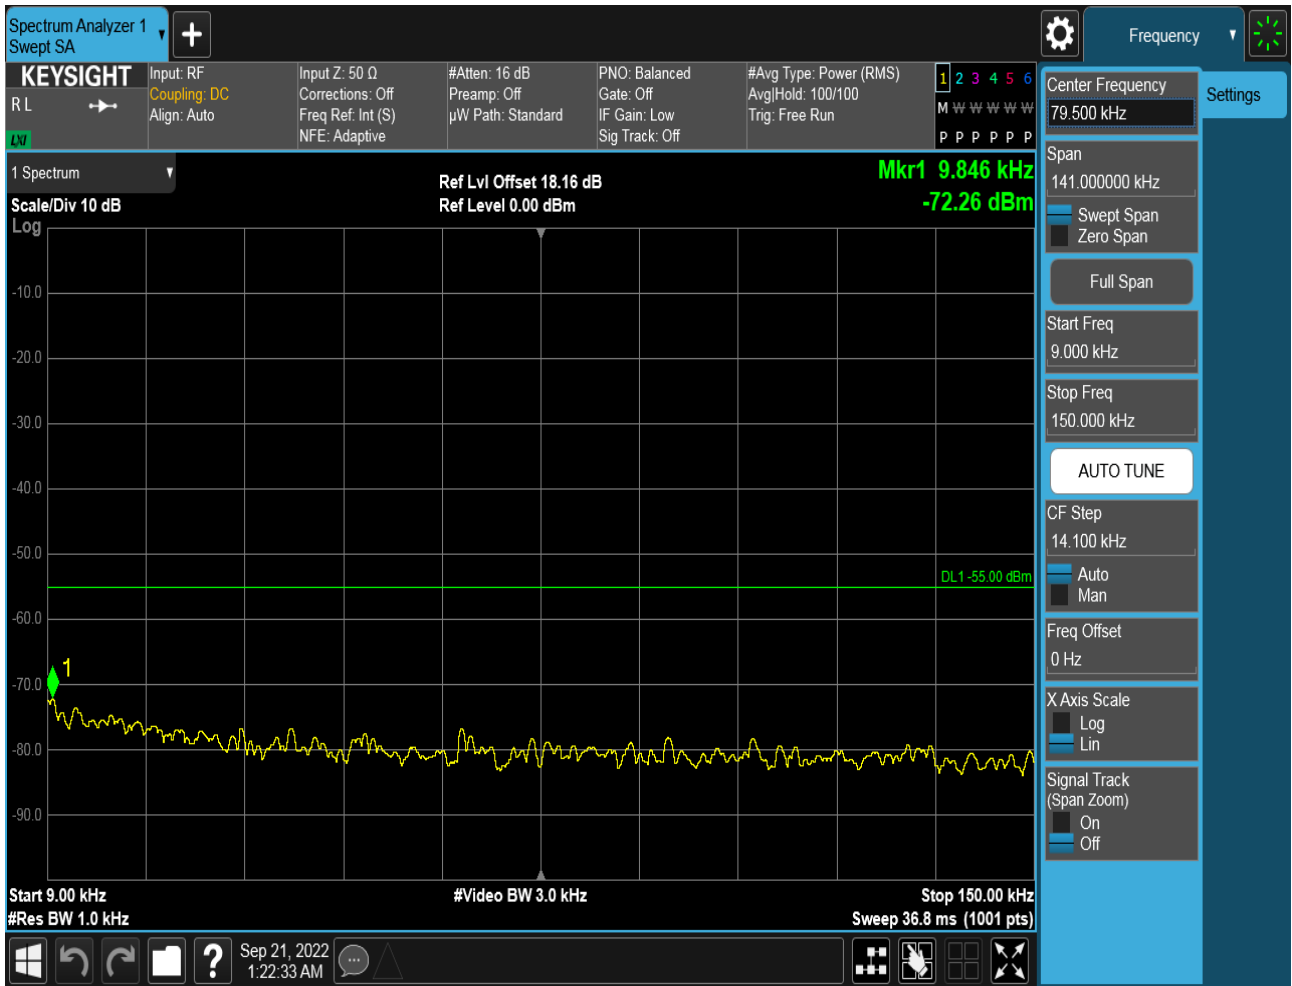 Spectrum Analyzer 1
Swept SA
Frequency
KEYSIGHT
R L
LXI
Input: RF
Coupling: DC
Align: Auto
Input Z: 50 Ω
Corrections: Off
Freq Ref: Int (S)
NFE: Adaptive
#Atten: 16 dB
Preamp: Off
µW Path: Standard
PNO: Balanced
Gate: Off
IF Gain: Low
Sig Track: Off
#Avg Type: Power (RMS)
Avg|Hold: 100/100
Trig: Free Run
1 2 3 4 5 6
M W W W W W
P P P P P P
Center Frequency
79.500 kHz
Settings
Span
141.000000 kHz
Swept Span
Zero Span
Full Span
Start Freq
9.000 kHz
Stop Freq
150.000 kHz
AUTO TUNE
CF Step
14.100 kHz
Auto
Man
Freq Offset
0 Hz
X Axis Scale
Log
Lin
Signal Track
(Span Zoom)
On
Off
1 Spectrum
Scale/Div 10 dB
Log
Ref Lvl Offset 18.16 dB
Ref Level 0.00 dBm
Mkr1 9.846 kHz
-72.26 dBm
-10.0
-20.0
-30.0
-40.0
-50.0
DL1 -55.00 dBm
-60.0
1
-70.0
-80.0
-90.0
Start 9.00 kHz
#Video BW 3.0 kHz
Stop 150.00 kHz
#Res BW 1.0 kHz
Sweep 36.8 ms (1001 pts)
?
Sep 21, 2022
1:22:33 AM